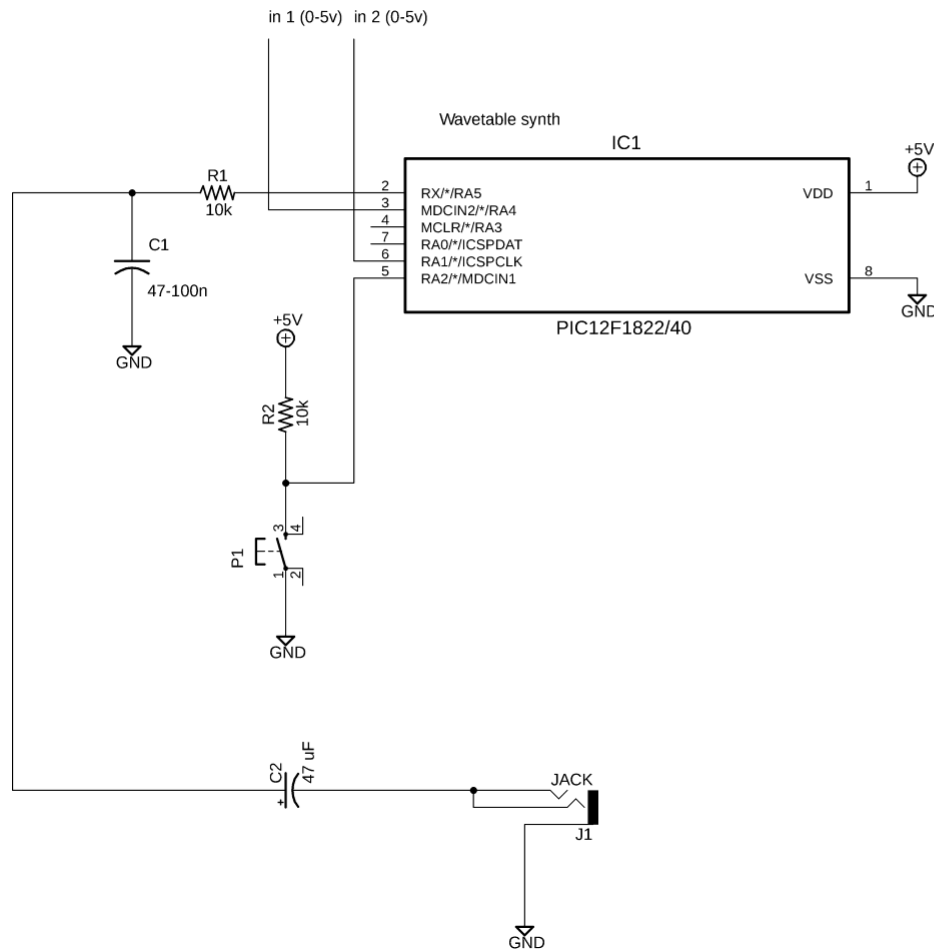 in 1 (0-5v) in 2 (0-5v)
Wavetable synth
IC1
+5V
R1
10k
2 RX/*/RA5
3 MDCIN2/*/RA4
4 MCLR/*/RA3
7 RA0/*/ICSPDAT
6 RA1/*/ICSPCLK
5 RA2/*/MDCIN1
VDD 1
VSS 8
GND
PIC12F1822/40
C1
47-100n
GND
+5V
R2
10k
P1
3
4
1
2
GND
C2
47 uF
+
JACK
J1
GND